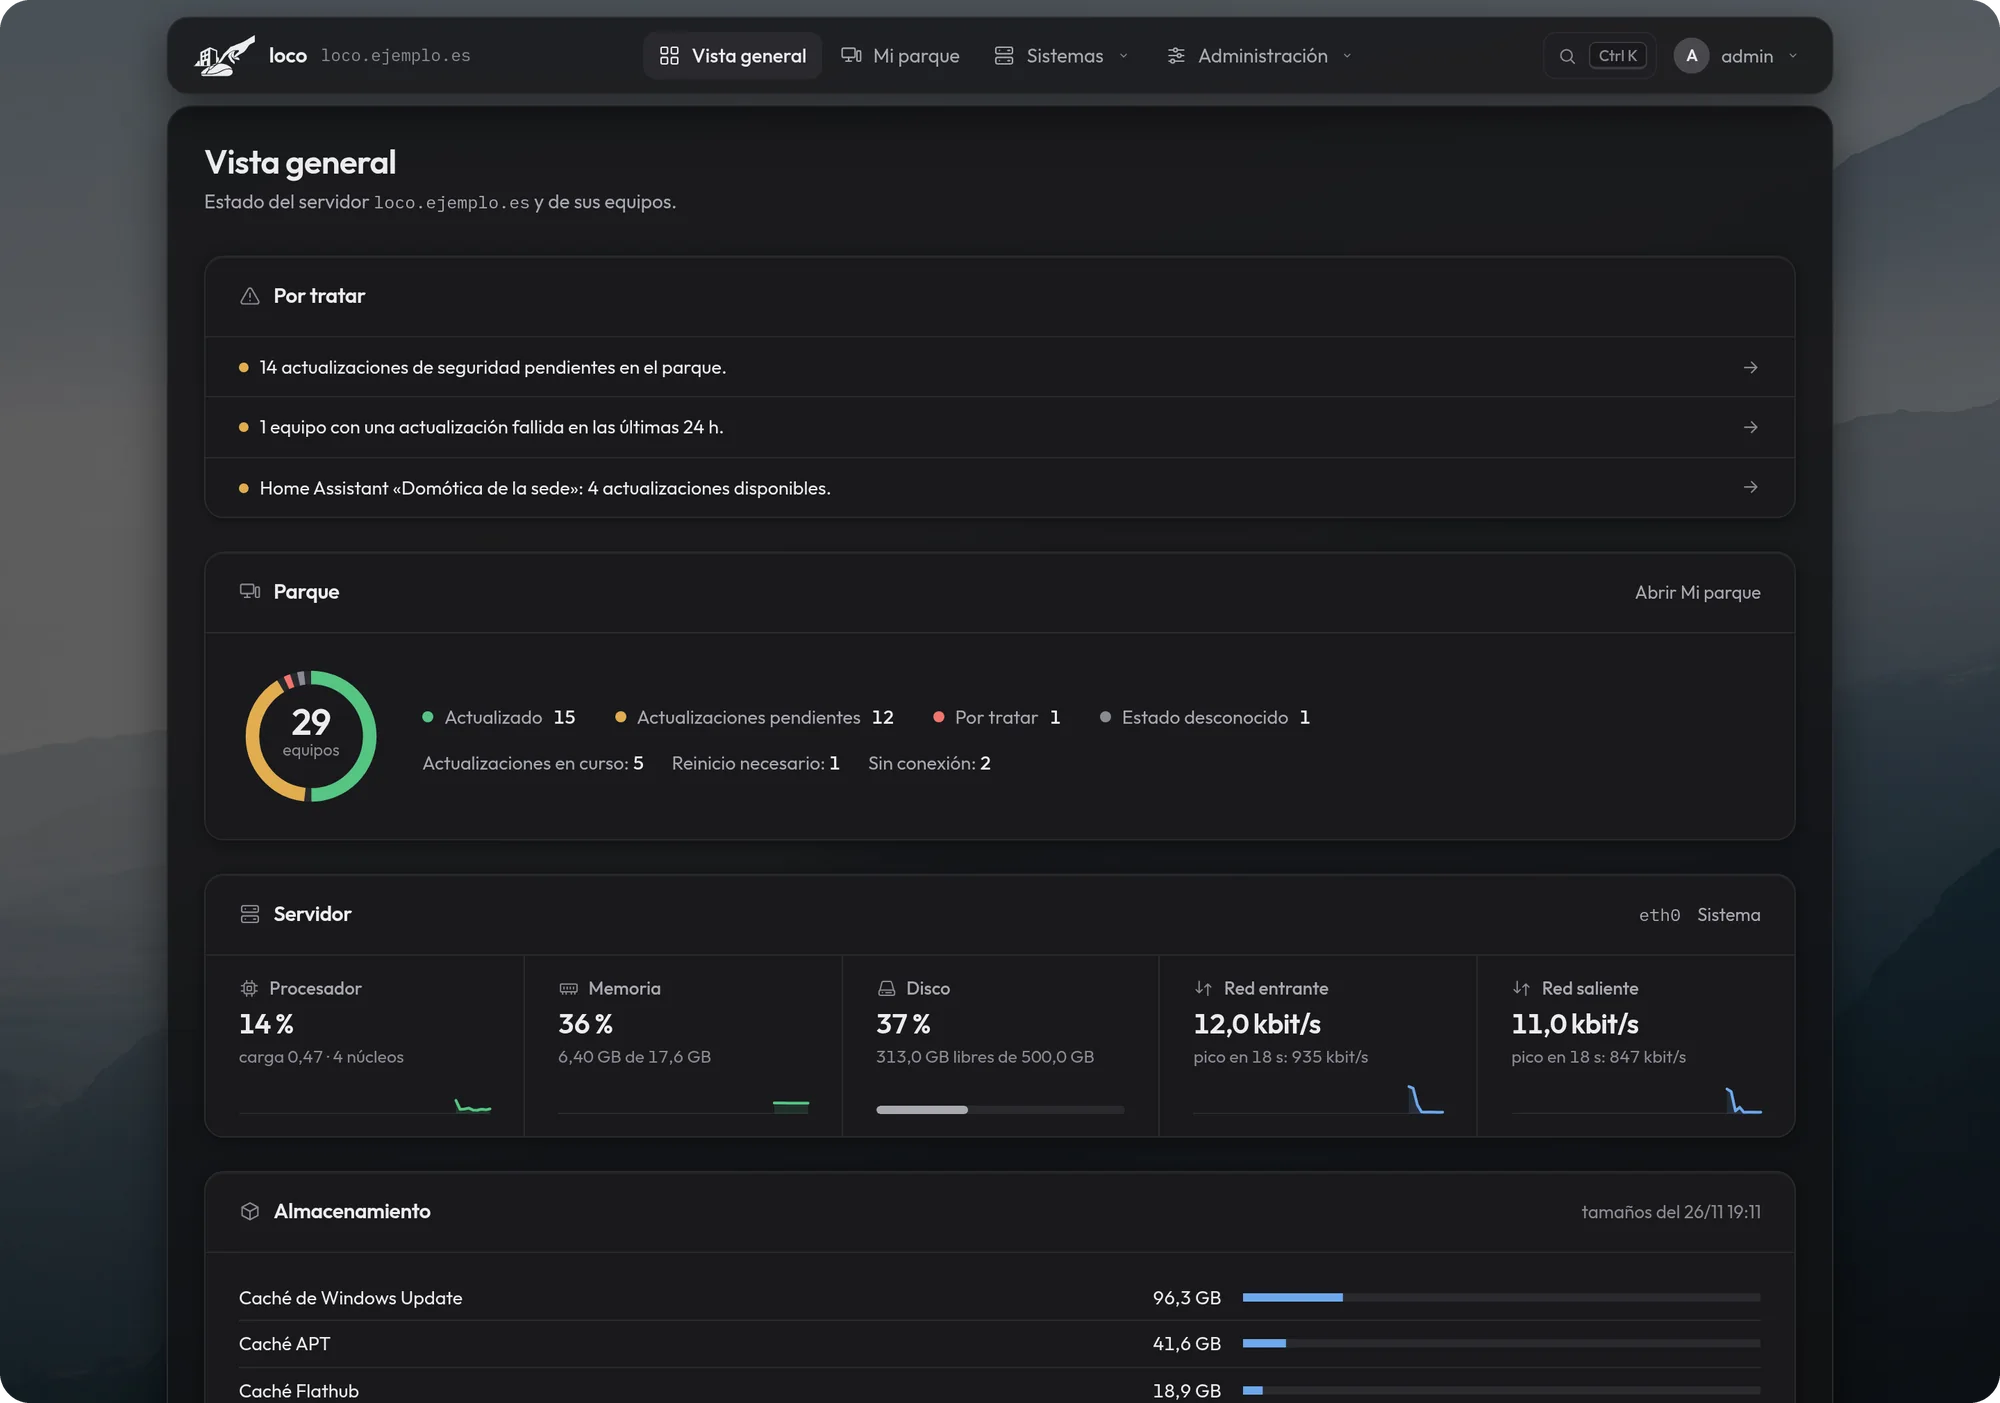 loco loco.ejemplo.es Vista general Mi parque Sistemas Administración Ctrl K A admin
Vista general
Estado del servidor loco.ejemplo.es y de sus equipos.
Por tratar
14 actualizaciones de seguridad pendientes en el parque.
1 equipo con una actualización fallida en las últimas 24 h.
Home Assistant «Domótica de la sede»: 4 actualizaciones disponibles.
Parque Abrir Mi parque
29
equipos
Actualizado 15 Actualizaciones pendientes 12 Por tratar 1 Estado desconocido 1
Actualizaciones en curso: 5 Reinicio necesario: 1 Sin conexión: 2
Servidor eth0 Sistema
Procesador
14 %
carga 0,47 · 4 núcleos
Memoria
36 %
6,40 GB de 17,6 GB
Disco
37 %
313,0 GB libres de 500,0 GB
Red entrante
12,0 kbit/s
pico en 18 s: 935 kbit/s
Red saliente
11,0 kbit/s
pico en 18 s: 847 kbit/s
Almacenamiento tamaños del 26/11 19:11
Caché de Windows Update 96,3 GB
Caché APT 41,6 GB
Caché Flathub 18,9 GB